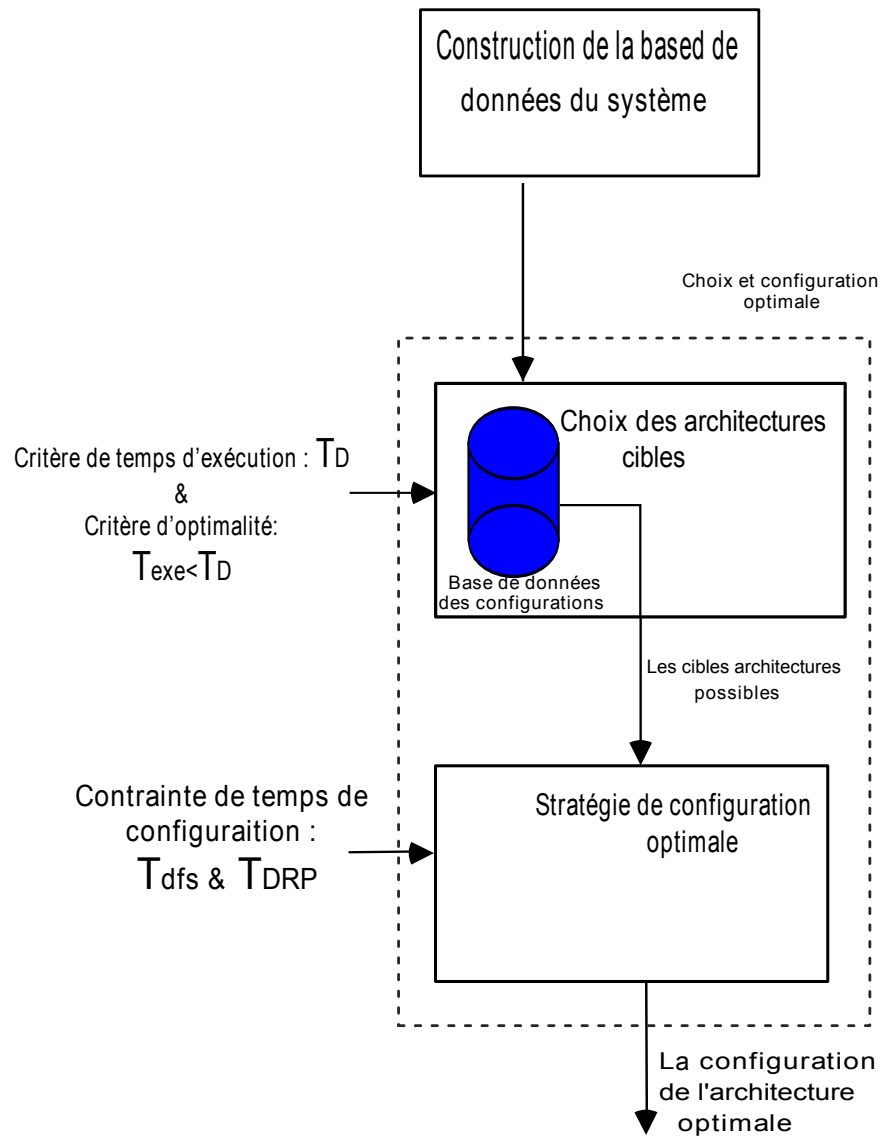 Construction de la based de
données du système
Choix et configuration
optimale
Choix des architectures
cibles
Critère de temps d'exécution : TD
&
Critère d'optimalité:
Texe<TD
Base de données
des configurations
Les cibles architectures
possibles
Contrainte de temps de
configuraition :
Tdfs & TDRP
Stratégie de configuration
optimale
La configuration
de l'architecture
optimale